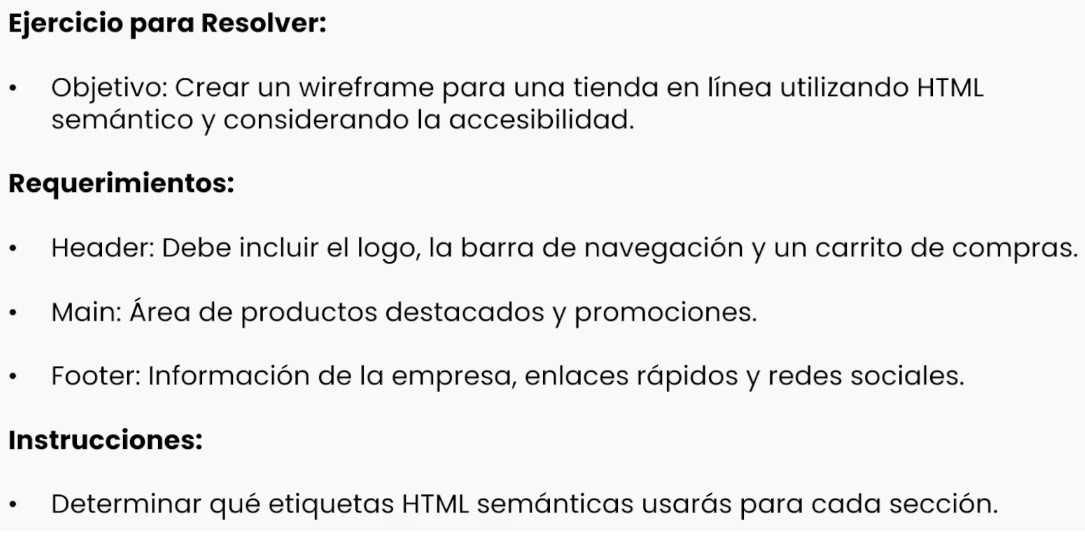 Ejercicio para Resolver:
• Objetivo: Crear un wireframe para una tienda en línea utilizando HTML
semántico y considerando la accesibilidad.
Requerimientos:
• Header: Debe incluir el logo, la barra de navegación y un carrito de compras.
• Main: Área de productos destacados y promociones.
• Footer: Información de la empresa, enlaces rápidos y redes sociales.
Instrucciones:
• Determinar qué etiquetas HTML semánticas usarás para cada sección.